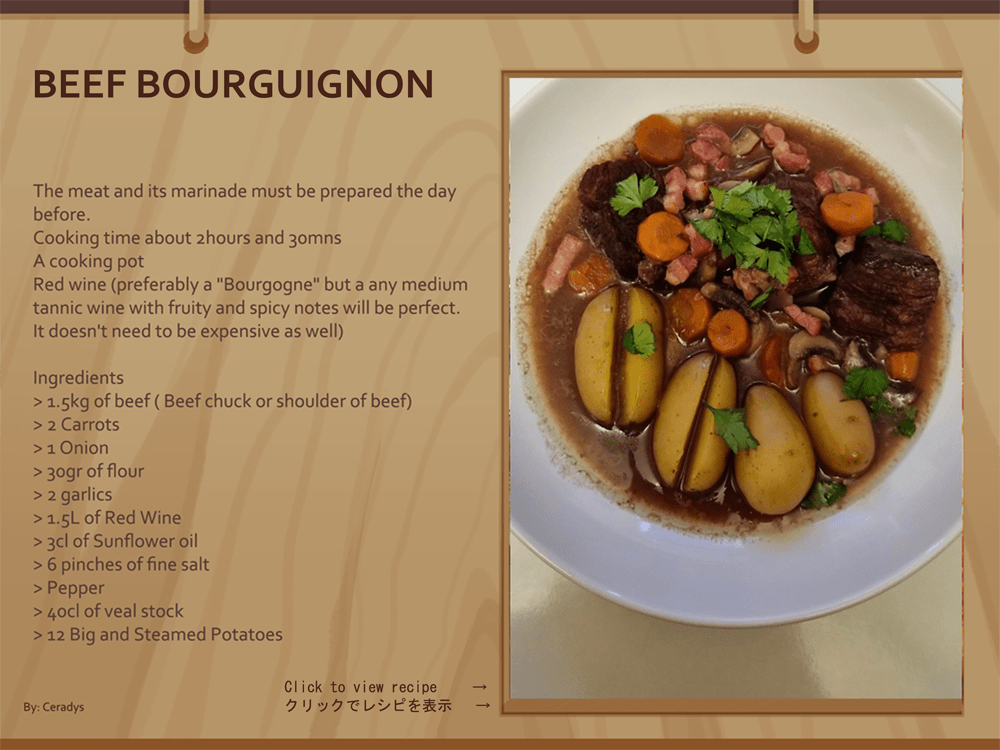 BEEF BOURGUIGNON
The meat and its marinade must be prepared the day
before.
Cooking time about 2hours and 30mns
A cooking pot
Red wine (preferably a "Bourgogne" but a any medium
tannic wine with fruity and spicy notes will be perfect.
It doesn't need to be expensive as well)
Ingredients
> 1.5kg of beef ( Beef chuck or shoulder of beef)
> 2 Carrots
> 1 Onion
> 30gr of flour
> 2 garlics
> 1.5L of Red Wine
> 3cl of Sunflower oil
> 6 pinches of fine salt
> Pepper
> 40cl of veal stock
> 12 Big and Steamed Potatoes
Click to view recipe →
クリックでレシピを表示 →
By: Ceradys